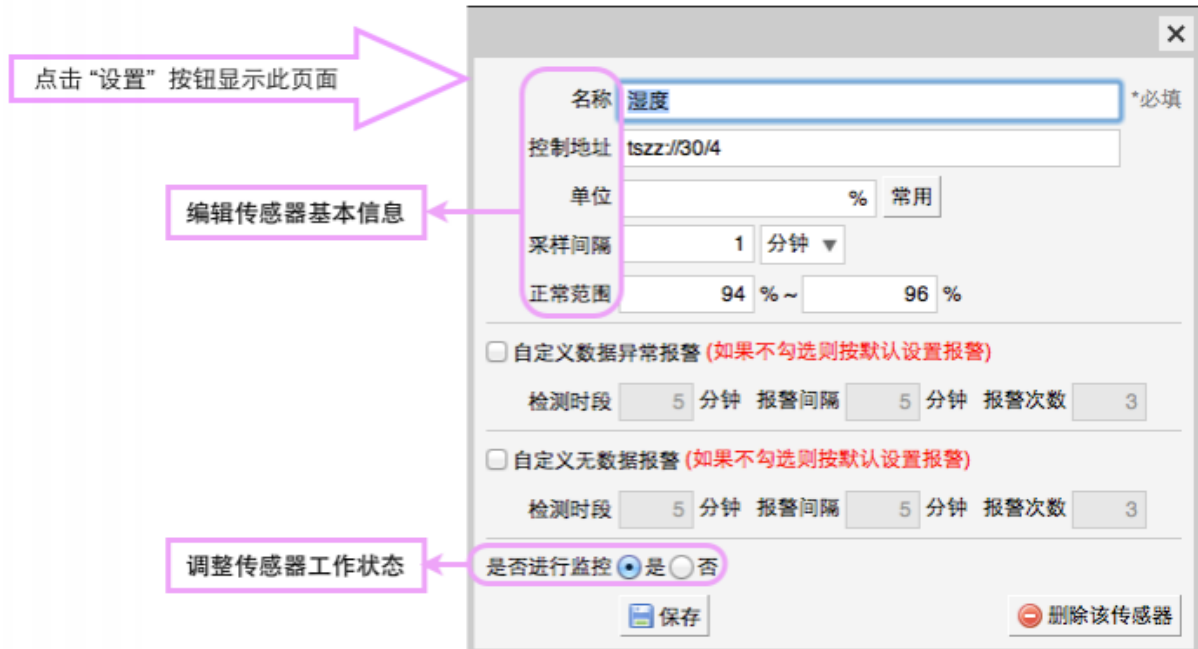 点击 “设置” 按钮显示此页面
名称 湿度 *必填
控制地址 tszz://30/4
单位 % 常用
编辑传感器基本信息
采样间隔 1 分钟
正常范围 94 % ~ 96 %
自定义数据异常报警 (如果不勾选则按默认设置报警)
检测时段 5 分钟 报警间隔 5 分钟 报警次数 3
自定义无数据报警 (如果不勾选则按默认设置报警)
检测时段 5 分钟 报警间隔 5 分钟 报警次数 3
调整传感器工作状态
是否进行监控 是 否
保存 删除该传感器